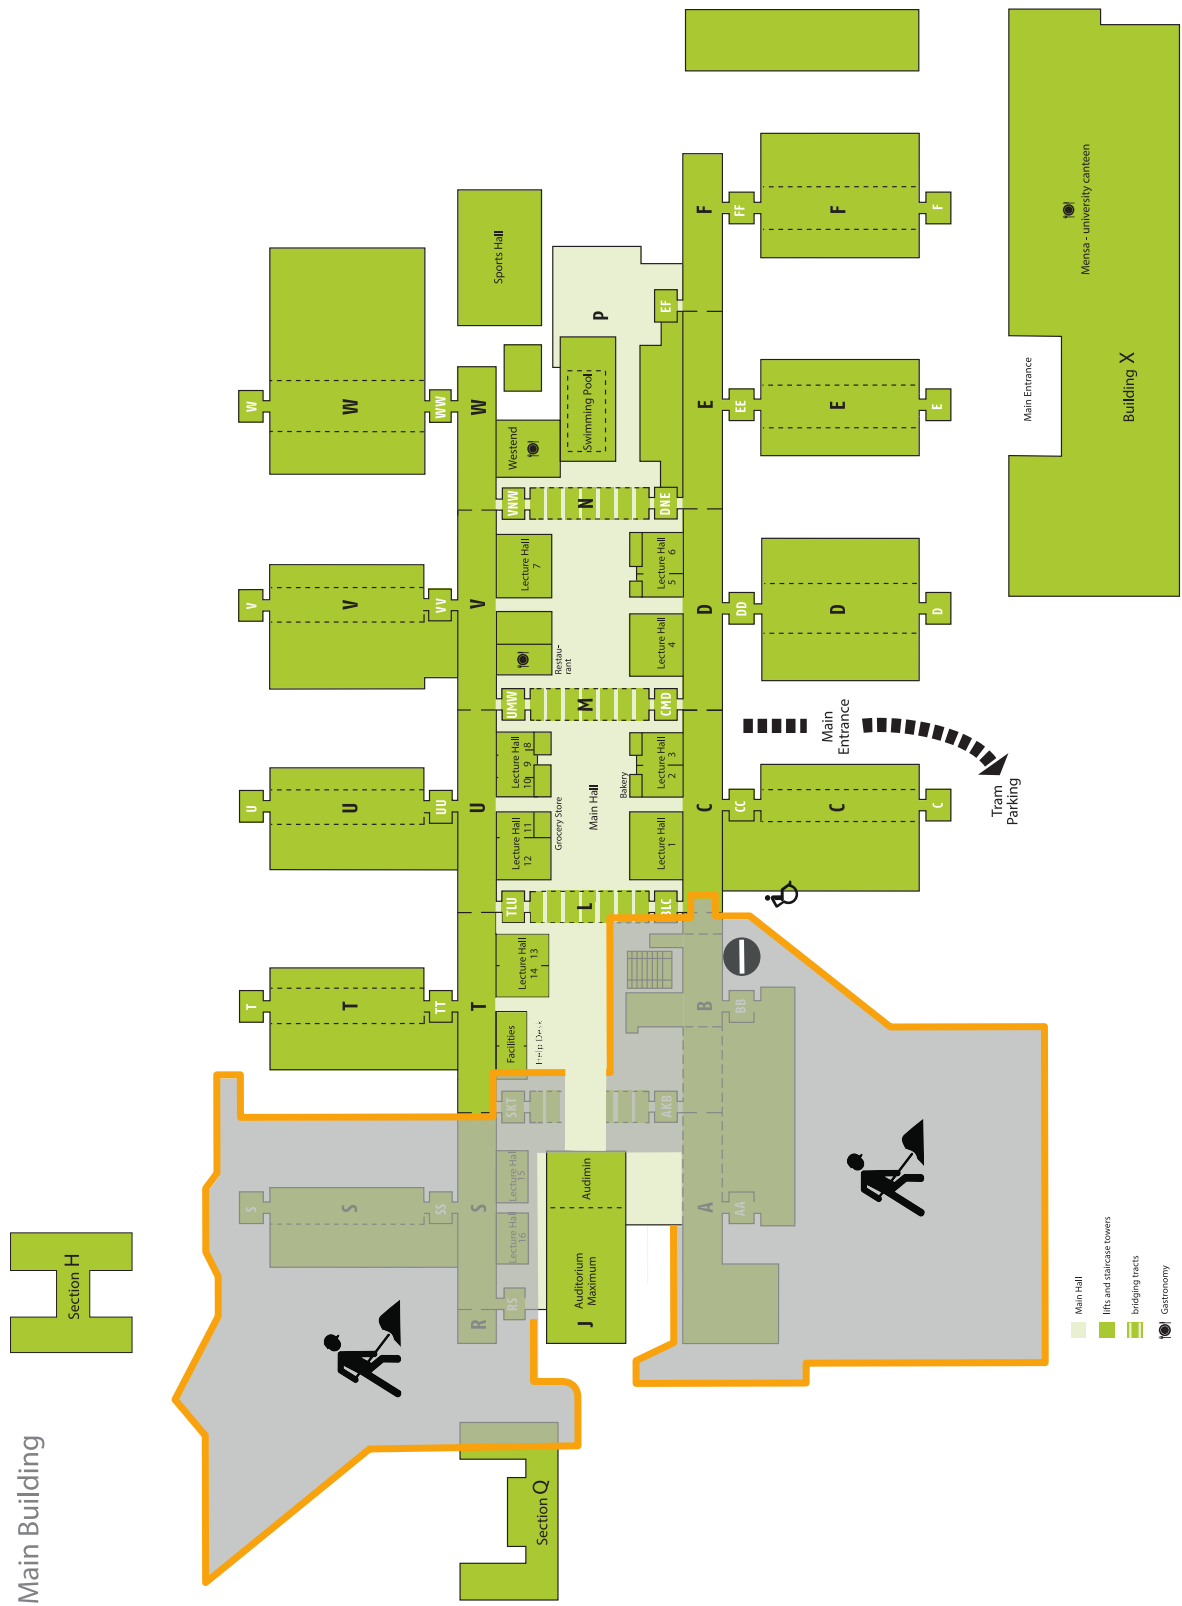 Main Building
Section H
Section Q
W
W
WW
W
V
V
VV
V
U
U
UU
U
T
T
TT
T
S
S
SS
S
R
RS
Sports Hall
P
Swimming Pool
Westend
VNW
N
DNE
EF
Lecture Hall
7
Lecture Hall
5 6
Restau-
rant
Lecture Hall
4
UMW
M
CMD
Lecture Hall
10 9 8
Lecture Hall
2 3
Bakery
Main Hall
Grocery Store
Lecture Hall
12 11
Lecture Hall
1
TLU
L
BLC
Lecture Hall
14 13
Facilities
Help Desk
SKT
AKB
Lecture Hall
15
Lecture Hall
16
Audimin
Auditorium
Maximum
J
F
FF
F
F
E
EE
E
E
D
DD
D
D
C
CC
C
C
B
BB
A
AA
Main
Entrance
Tram
Parking
Mensa - university canteen
Main Entrance
Building X
Main Hall
lifts and staircase towers
bridging tracts
Gastronomy